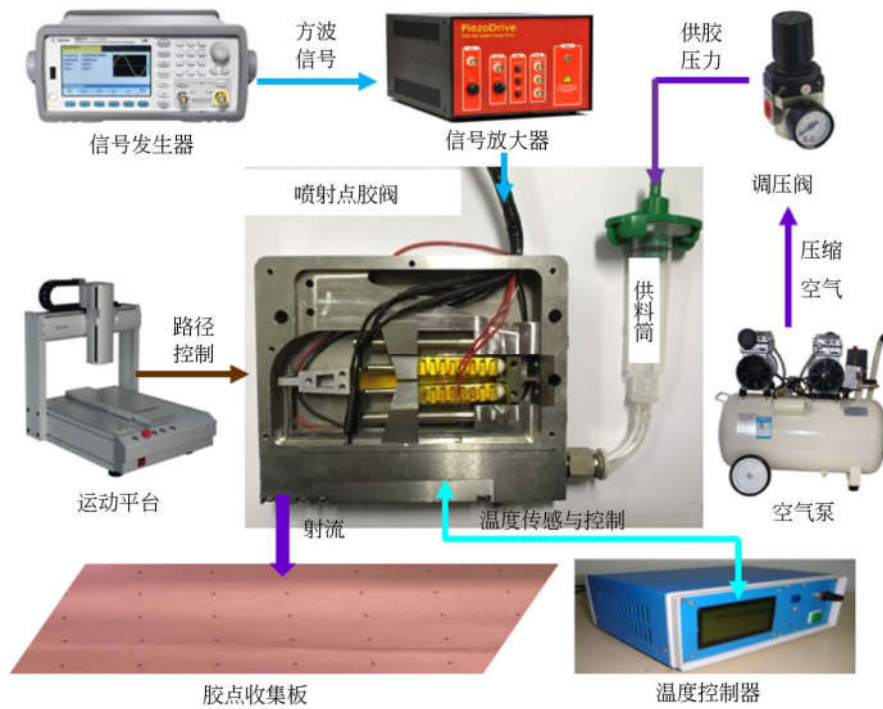 方波
信号
PiezoDrive
供胶
压力
信号发生器
信号放大器
调压阀
喷射点胶阀
压缩
空气
供料筒
路径
控制
运动平台
射流
温度传感与控制
空气泵
胶点收集板
温度控制器